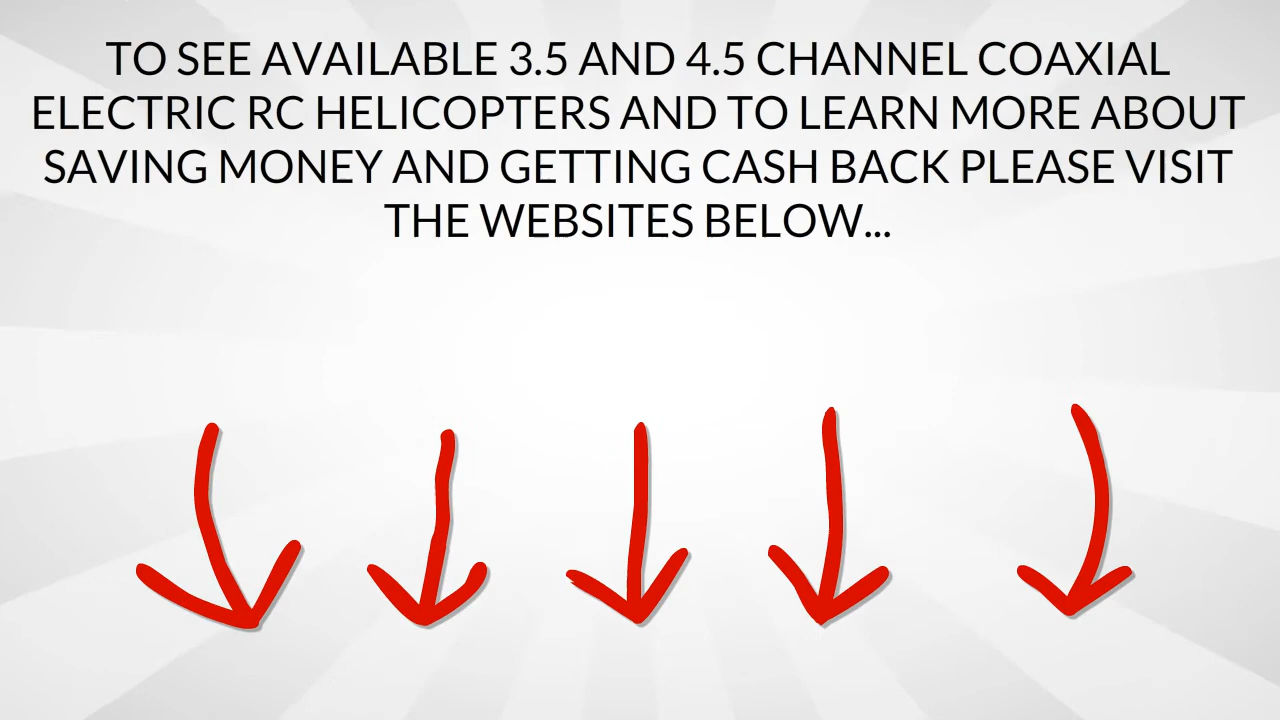 TO SEE AVAILABLE 3.5 AND 4.5 CHANNEL COAXIAL
ELECTRIC RC HELICOPTERS AND TO LEARN MORE ABOUT
SAVING MONEY AND GETTING CASH BACK PLEASE VISIT
THE WEBSITES BELOW...